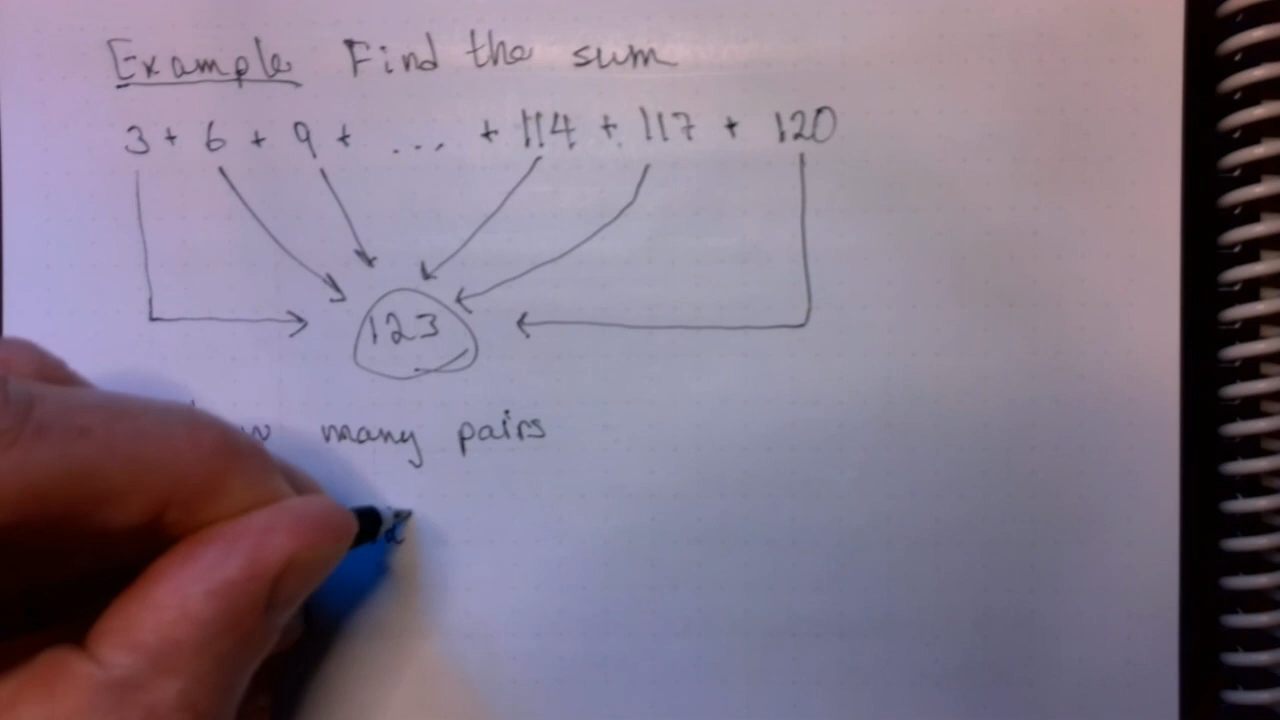 Example Find the sum
3 + 6 + 9 + ... + 114 + 117 + 120
123
many pairs